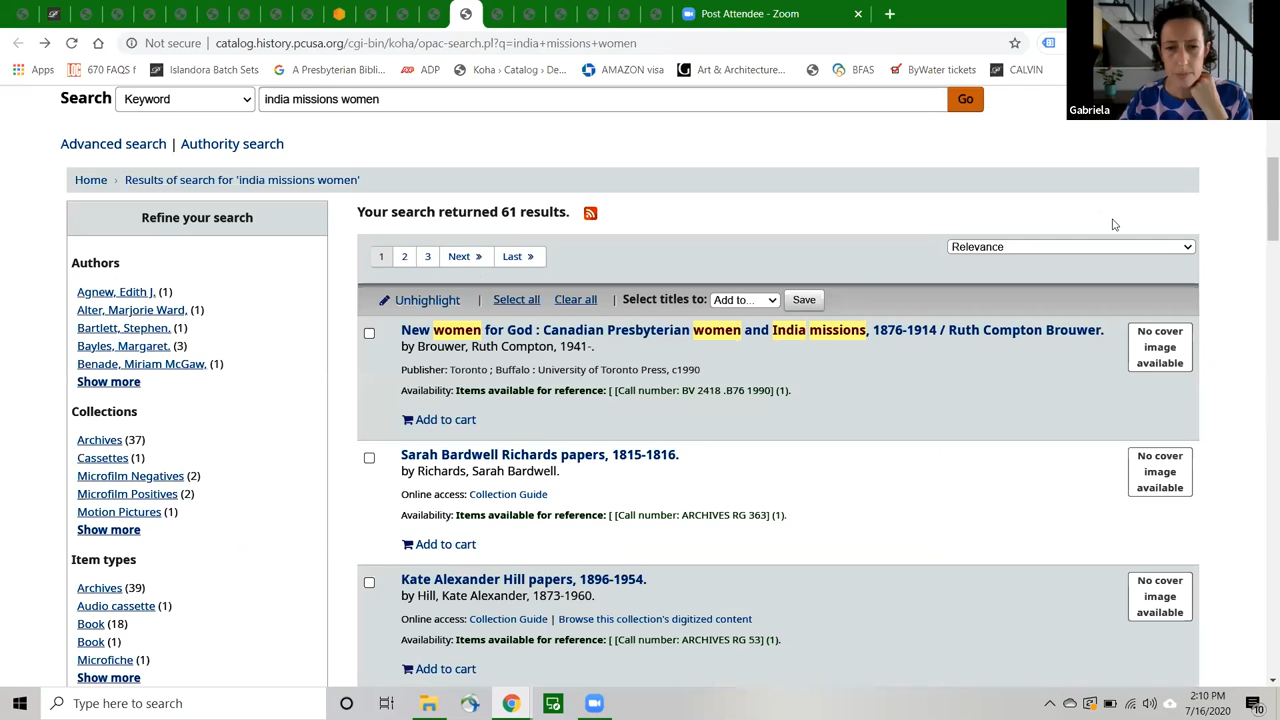 Post Attendee - Zoom
Not secure | catalog.history.pcusa.org/cgi-bin/koha/opac-search.pl?q=india+missions+women
Apps 670 FAQS f Islandora Batch Sets A Presbyterian Bibli... ADP Koha › Catalog › De... AMAZON visa Art & Architecture... BFAS ByWater tickets CALVIN
Gabriela
Search Keyword india missions women Go
Advanced search | Authority search
Home › Results of search for 'india missions women'
Refine your search
Authors
Agnew, Edith J. (1)
Alter, Marjorie Ward, (1)
Bartlett, Stephen. (1)
Bayles, Margaret. (3)
Benade, Miriam McGaw, (1)
Show more
Collections
Archives (37)
Cassettes (1)
Microfilm Negatives (2)
Microfilm Positives (2)
Motion Pictures (1)
Show more
Item types
Archives (39)
Audio cassette (1)
Book (18)
Book (1)
Microfiche (1)
Show more
Your search returned 61 results.
Relevance
1 2 3 Next » Last »
Unhighlight | Select all Clear all | Select titles to: Add to... Save
New women for God : Canadian Presbyterian women and India missions, 1876-1914 / Ruth Compton Brouwer.
by Brouwer, Ruth Compton, 1941-.
Publisher: Toronto ; Buffalo : University of Toronto Press, c1990
Availability: Items available for reference: [ [Call number: BV 2418 .B76 1990] (1).
Add to cart
No cover
image
available
Sarah Bardwell Richards papers, 1815-1816.
by Richards, Sarah Bardwell.
Online access: Collection Guide
Availability: Items available for reference: [ [Call number: ARCHIVES RG 363] (1).
Add to cart
No cover
image
available
Kate Alexander Hill papers, 1896-1954.
by Hill, Kate Alexander, 1873-1960.
Online access: Collection Guide | Browse this collection's digitized content
Availability: Items available for reference: [ [Call number: ARCHIVES RG 53] (1).
Add to cart
No cover
image
available
Type here to search
2:10 PM
7/16/2020
10